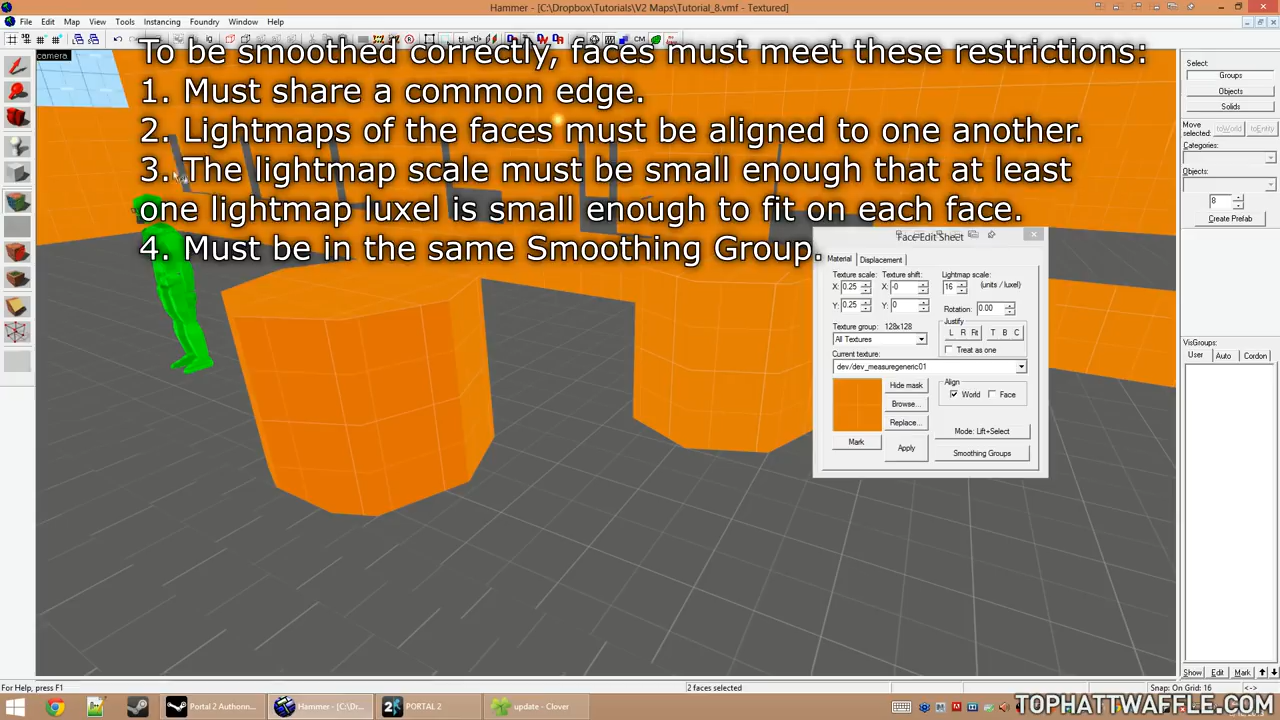 Hammer - [C:\Dropbox\Tutorials\V2 Maps\Tutorial_8.vmf - Textured]
File Edit Map View Tools Instancing Foundry Window Help
camera
To be smoothed correctly, faces must meet these restrictions:
1. Must share a common edge.
2. Lightmaps of the faces must be aligned to one another.
3. The lightmap scale must be small enough that at least
one lightmap luxel is small enough to fit on each face.
4. Must be in the same Smoothing Group.
Face Edit Sheet
Material Displacement
Texture scale: Texture shift: Lightmap scale:
X: 0.25 X: -0 16 (units / luxel)
Y: 0.25 Y: 0 Rotation: 0.00
Justify
Texture group: 128x128 L R Fit T B C
All Textures Treat as one
Current texture:
dev/dev_measuregeneric01
Hide mask Align
World Face
Browse...
Replace...
Mode: Lift+Select
Mark Apply Smoothing Groups
Select:
Groups
Objects
Solids
Move
selected: toWorld toEntity
Categories:
Objects:
8
Create Prefab
VisGroups:
User Auto Cordon
Show Edit Mark
For Help, press F1 2 faces selected Snap: On Grid: 16 <->
Portal 2 Authorin... Hammer - [C:\Dr... PORTAL 2 update - Clover
TOPHATTWAFFLE.COM